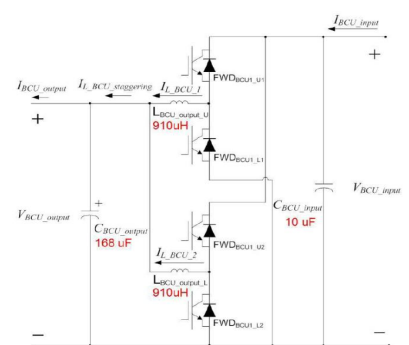 I_BCU_input
+
FWD_BCU1_U1
I_BCU_output
I_L_BCU_staggering
I_L_BCU_1
+
L_BCU_output_U
910uH
FWD_BCU1_L1
V_BCU_output
+
C_BCU_output
168 uF
C_BCU_input
10 uF
V_BCU_input
FWD_BCU1_U2
I_L_BCU_2
L_BCU_output_L
910uH
FWD_BCU1_L2
−
−